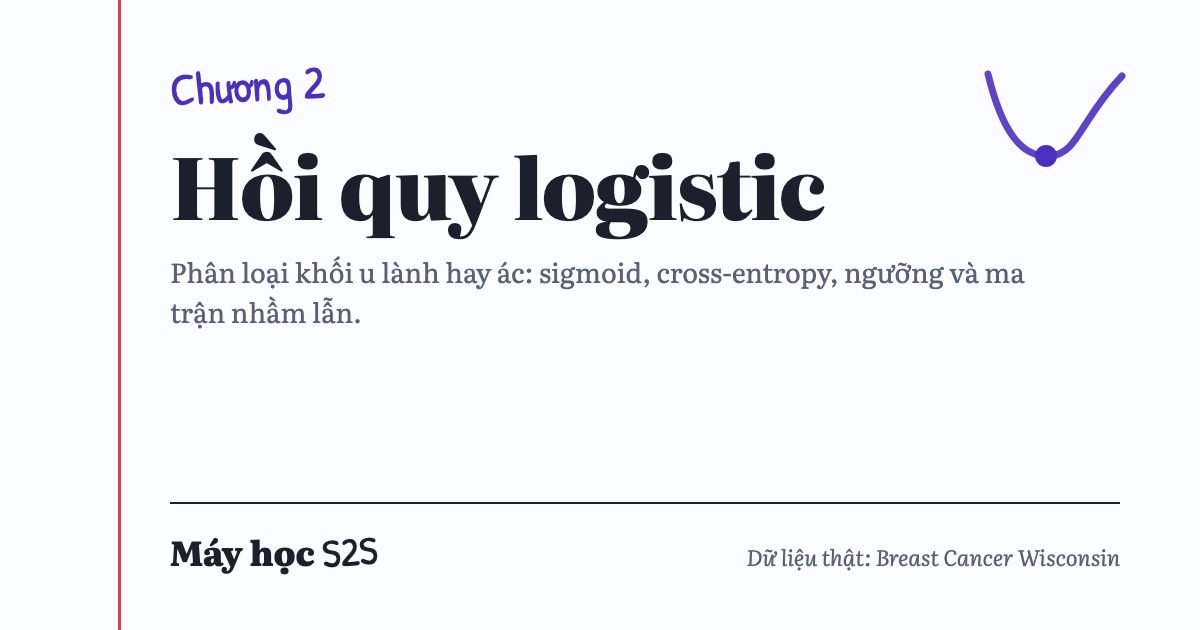 Chương 2
Hồi quy logistic
Phân loại khối u lành hay ác: sigmoid, cross-entropy, ngưỡng và ma
trận nhầm lẫn.
Máy học S2S
Dữ liệu thật: Breast Cancer Wisconsin